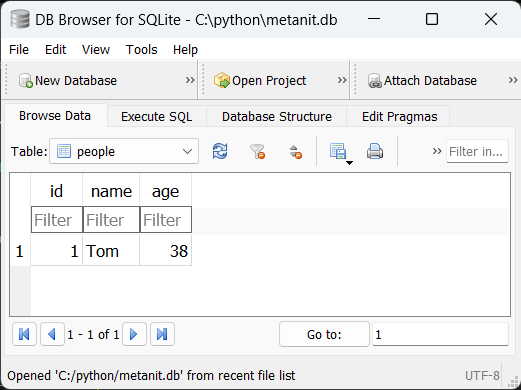 DB Browser for SQLite - C:\python\metanit.db
File Edit View Tools Help
New Database » Open Project » Attach Database »
Browse Data Execute SQL Database Structure Edit Pragmas
Table: people » Filter in...
id name age
Filter Filter Filter
1 1 Tom 38
1 - 1 of 1 Go to: 1
Opened 'C:/python/metanit.db' from recent file list UTF-8